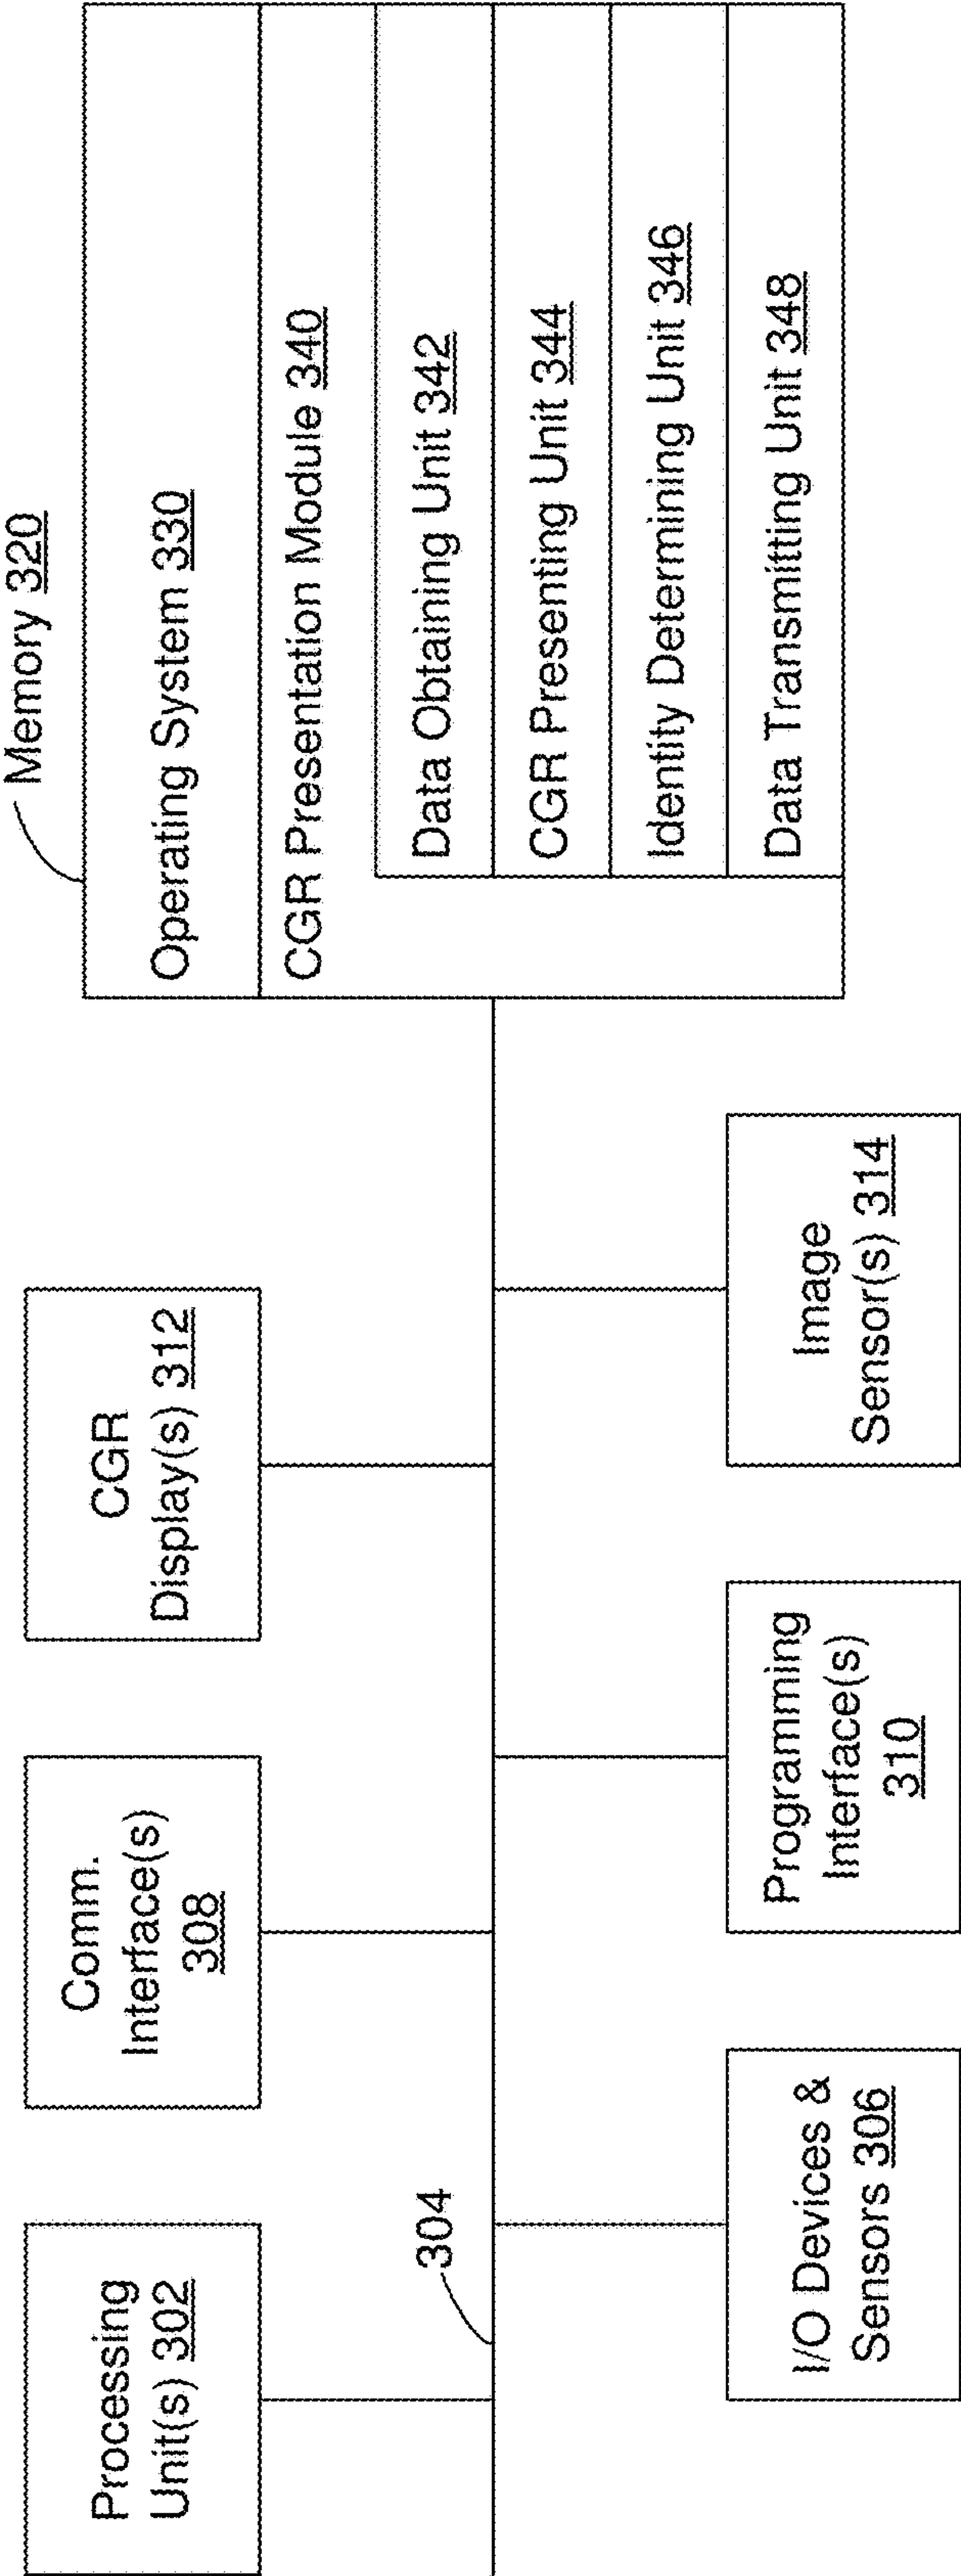 Processing
Unit(s) 302
Comm.
Interface(s)
308
CGR
Display(s) 312
304
I/O Devices &
Sensors 306
Programming
Interface(s)
310
Image
Sensor(s) 314
Memory 320
Operating System 330
CGR Presentation Module 340
Data Obtaining Unit 342
CGR Presenting Unit 344
Identity Determining Unit 346
Data Transmitting Unit 348